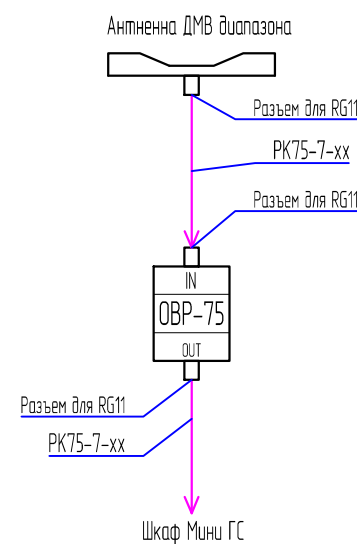 Антненна ДМВ диапазона
Разъем для RG11
РК75-7-хх
Разъем для RG11
IN
ОВР-75
OUT
Разъем для RG11
РК75-7-хх
Шкаф Мини ГС